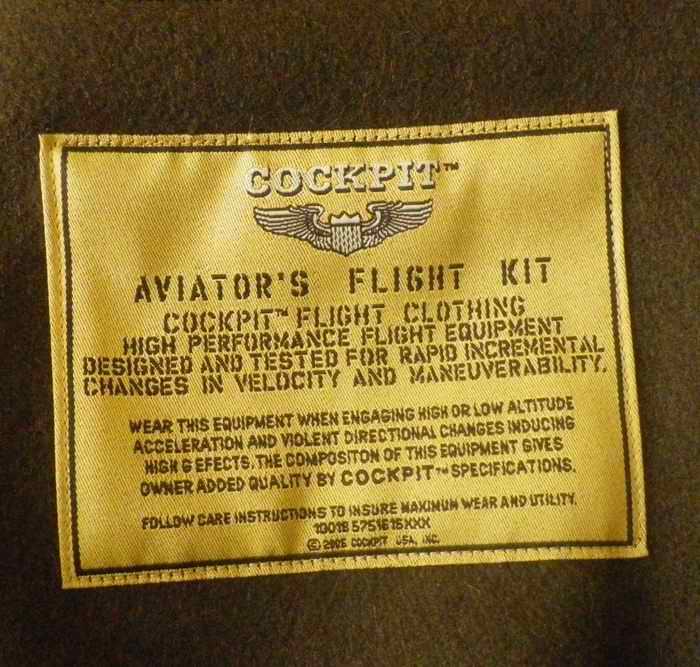 COCKPIT™
AVIATOR'S FLIGHT KIT
COCKPIT™ FLIGHT CLOTHING
HIGH PERFORMANCE FLIGHT EQUIPMENT
DESIGNED AND TESTED FOR RAPID INCREMENTAL
CHANGES IN VELOCITY AND MANEUVERABILITY.
WEAR THIS EQUIPMENT WHEN ENGAGING HIGH OR LOW ALTITUDE
ACCELERATION AND VIOLENT DIRECTIONAL CHANGES INDUCING
HIGH G EFECTS. THE COMPOSITON OF THIS EQUIPMENT GIVES
OWNER ADDED QUALITY BY COCKPIT™ SPECIFICATIONS.
FOLLOW CARE INSTRUCTIONS TO INSURE MAXIMUM WEAR AND UTILITY.
© COCKPIT USA, INC.